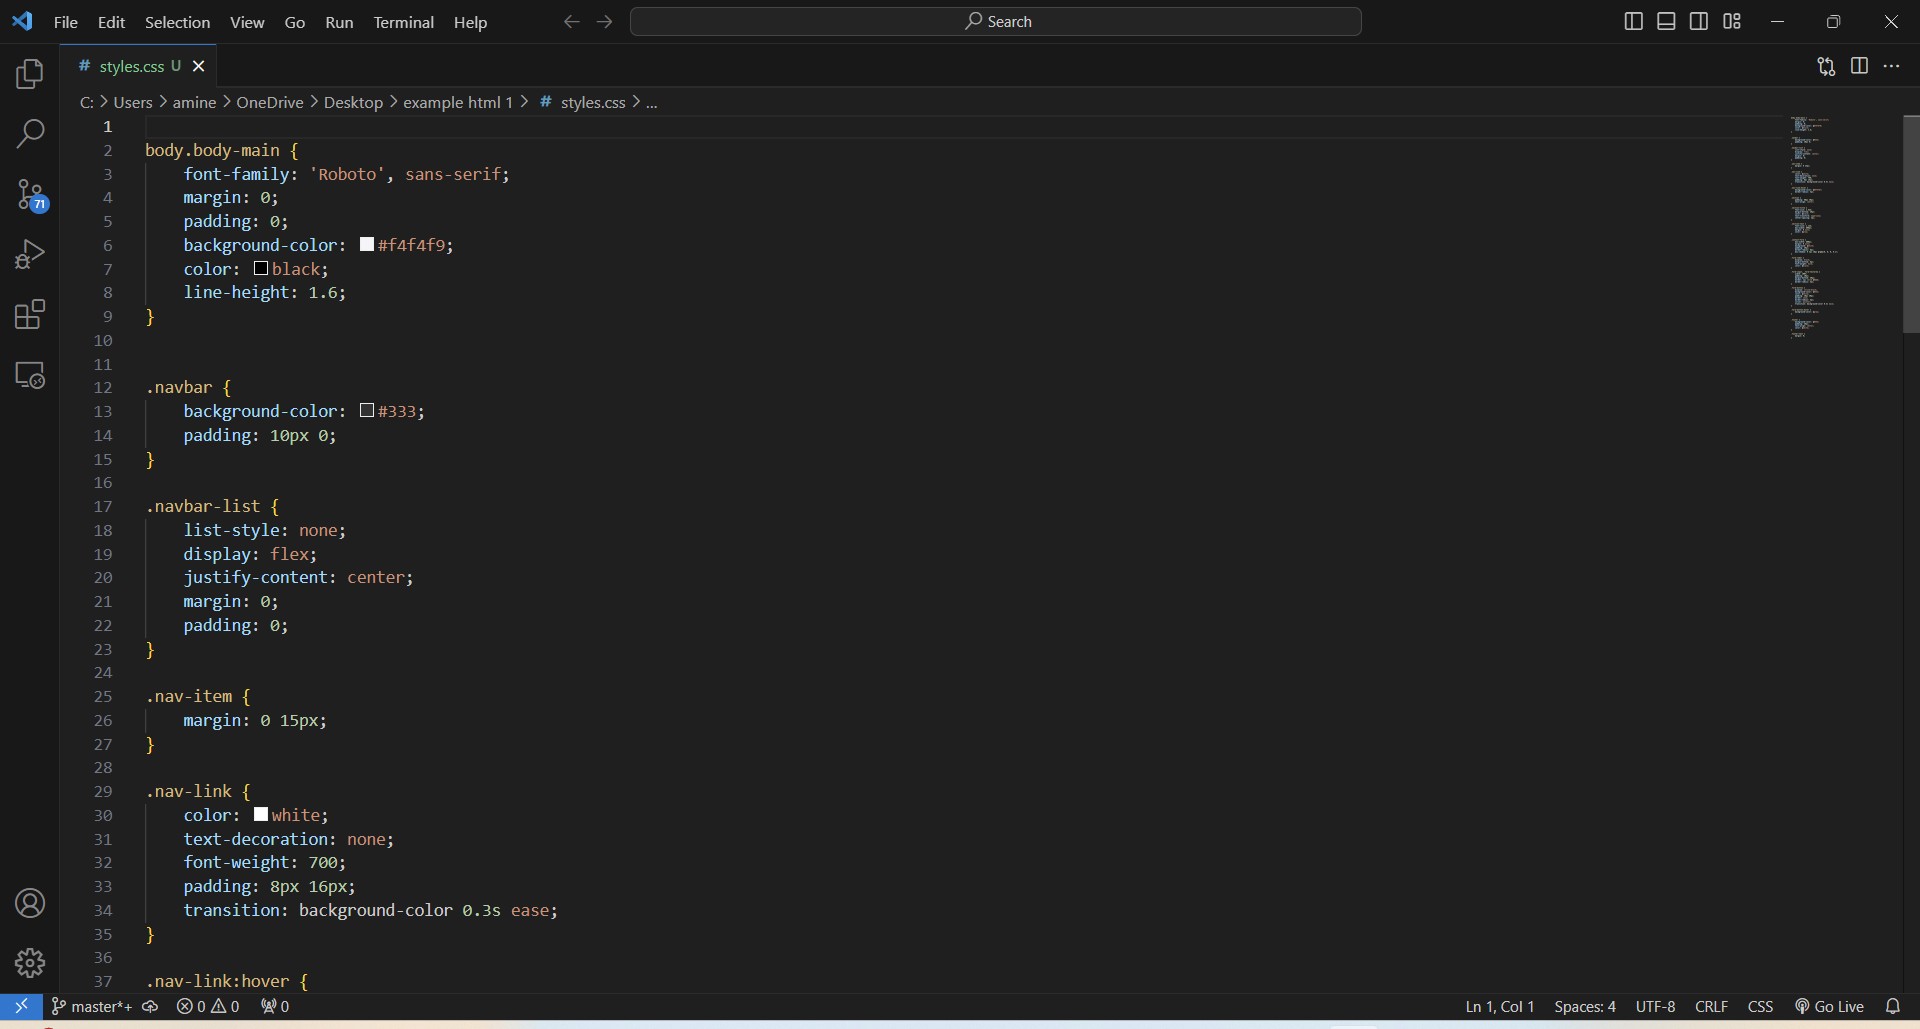 File Edit Selection View Go Run Terminal Help Search
# styles.css U
C: > Users > amine > OneDrive > Desktop > example html 1 > # styles.css > ...
1
2 body.body-main {
3 font-family: 'Roboto', sans-serif;
4 margin: 0;
5 padding: 0;
6 background-color: #f4f4f9;
7 color: black;
8 line-height: 1.6;
9 }
10
11
12 .navbar {
13 background-color: #333;
14 padding: 10px 0;
15 }
16
17 .navbar-list {
18 list-style: none;
19 display: flex;
20 justify-content: center;
21 margin: 0;
22 padding: 0;
23 }
24
25 .nav-item {
26 margin: 0 15px;
27 }
28
29 .nav-link {
30 color: white;
31 text-decoration: none;
32 font-weight: 700;
33 padding: 8px 16px;
34 transition: background-color 0.3s ease;
35 }
36
37 .nav-link:hover {
71
master*+ 0 0 0 Ln 1, Col 1 Spaces: 4 UTF-8 CRLF CSS Go Live